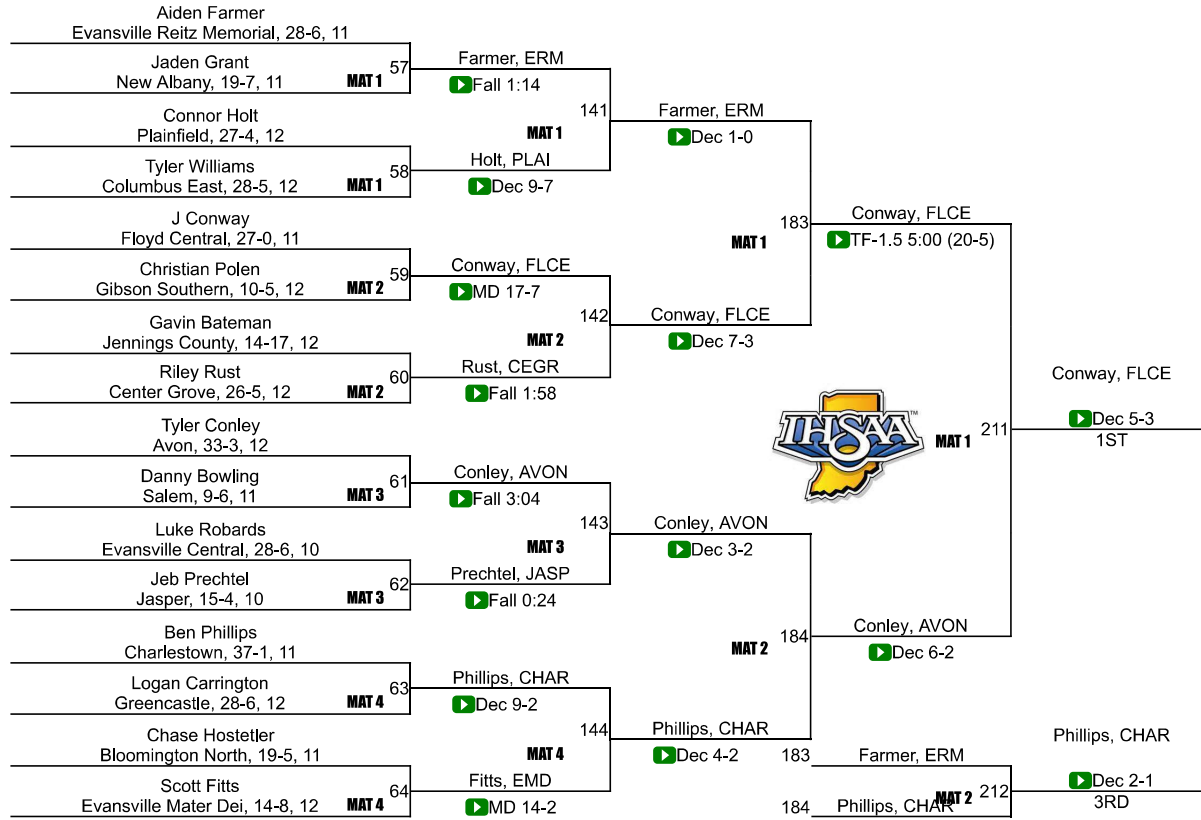 Aiden Farmer
Evansville Reitz Memorial, 28-6, 11
Jaden Grant
New Albany, 19-7, 11
MAT 1
57
Farmer, ERM
Fall 1:14
Connor Holt
Plainfield, 27-4, 12
Tyler Williams
Columbus East, 28-5, 12
MAT 1
58
Holt, PLAI
Dec 9-7
141
MAT 1
Farmer, ERM
Dec 1-0
J Conway
Floyd Central, 27-0, 11
Christian Polen
Gibson Southern, 10-5, 12
MAT 2
59
Conway, FLCE
MD 17-7
Gavin Bateman
Jennings County, 14-17, 12
Riley Rust
Center Grove, 26-5, 12
MAT 2
60
Rust, CEGR
Fall 1:58
142
MAT 2
Conway, FLCE
Dec 7-3
183
MAT 1
Conway, FLCE
TF-1.5 5:00 (20-5)
Tyler Conley
Avon, 33-3, 12
Danny Bowling
Salem, 9-6, 11
MAT 3
61
Conley, AVON
Fall 3:04
Luke Robards
Evansville Central, 28-6, 10
Jeb Prechtel
Jasper, 15-4, 10
MAT 3
62
Prechtel, JASP
Fall 0:24
143
MAT 3
Conley, AVON
Dec 3-2
Ben Phillips
Charlestown, 37-1, 11
Logan Carrington
Greencastle, 28-6, 12
MAT 4
63
Phillips, CHAR
Dec 9-2
Chase Hostetler
Bloomington North, 19-5, 11
Scott Fitts
Evansville Mater Dei, 14-8, 12
MAT 4
64
Fitts, EMD
MD 14-2
144
MAT 4
Phillips, CHAR
Dec 4-2
184
MAT 2
Conley, AVON
Dec 6-2
IHSAA™
MAT 1
211
Conway, FLCE
Dec 5-3
1ST
183
Farmer, ERM
184
Phillips, CHAR
MAT 2
212
Phillips, CHAR
Dec 2-1
3RD